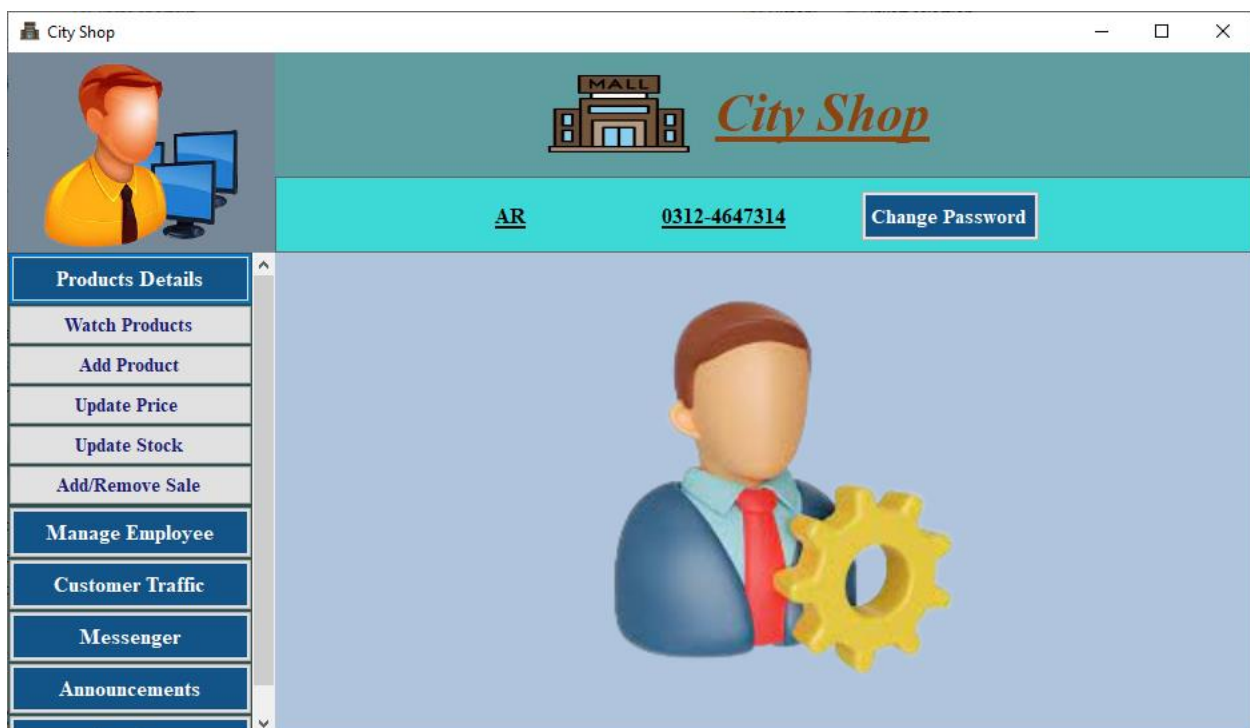 City Shop
MALL
City Shop
AR
0312-4647314
Change Password
Products Details
Watch Products
Add Product
Update Price
Update Stock
Add/Remove Sale
Manage Employee
Customer Traffic
Messenger
Announcements